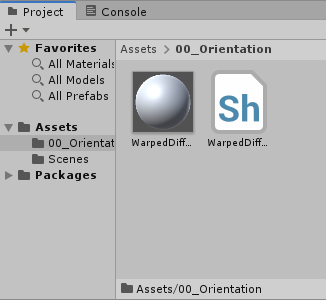 Project
Console
Favorites
All Materials
All Models
All Prefabs
Assets
00_Orientat
Scenes
Packages
Assets > 00_Orientation
WarpedDiff...
Sh
WarpedDiff...
Assets/00_Orientation